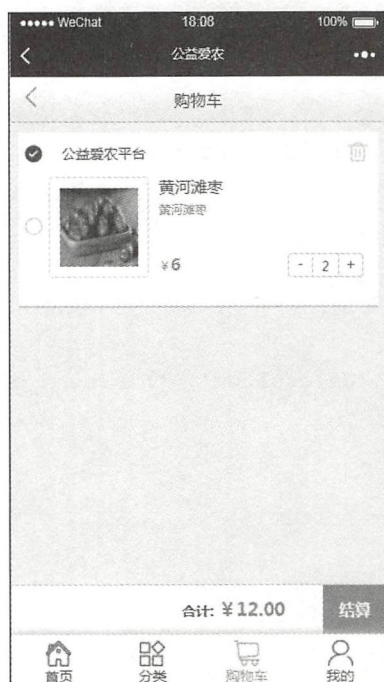 WeChat 18:08 100%
公益爱农
购物车
公益爱农平台
黄河滩枣
黄河滩枣
¥6
- 2 +
合计: ¥12.00 结算
首页 分类 购物车 我的